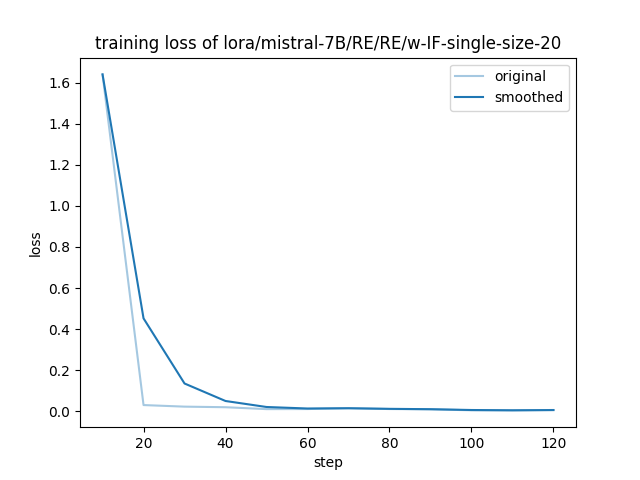 training loss of lora/mistral-7B/RE/RE/w-IF-single-size-20
original
smoothed
1.6
1.4
1.2
1.0
0.8
0.6
0.4
0.2
0.0
loss
20 40 60 80 100 120
step